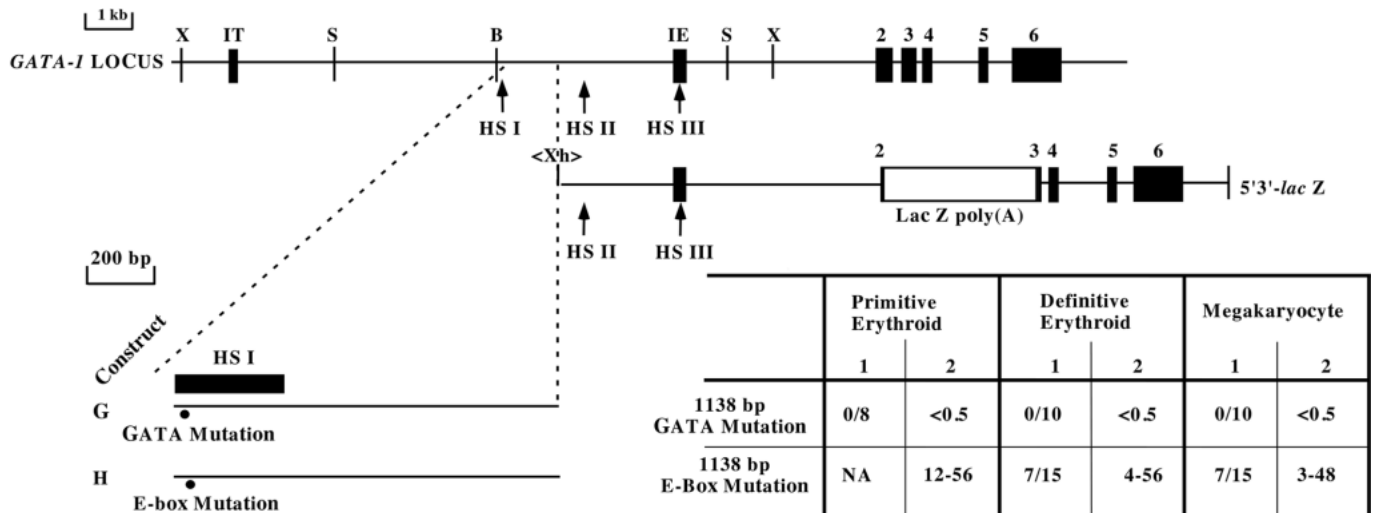 1 kb
X IT S B IE S X 2 3 4 5 6
GATA-1 LOCUS
HS I HS II HS III
<Xh> 2 3 4 5 6
5'3'-lac Z
Lac Z poly(A)
HS II HS III
200 bp
Construct
HS I
G
GATA Mutation
H
E-box Mutation
Primitive Erythroid Definitive Erythroid Megakaryocyte
1 2 1 2 1 2
1138 bp GATA Mutation 0/8 <0.5 0/10 <0.5 0/10 <0.5
1138 bp E-Box Mutation NA 12-56 7/15 4-56 7/15 3-48